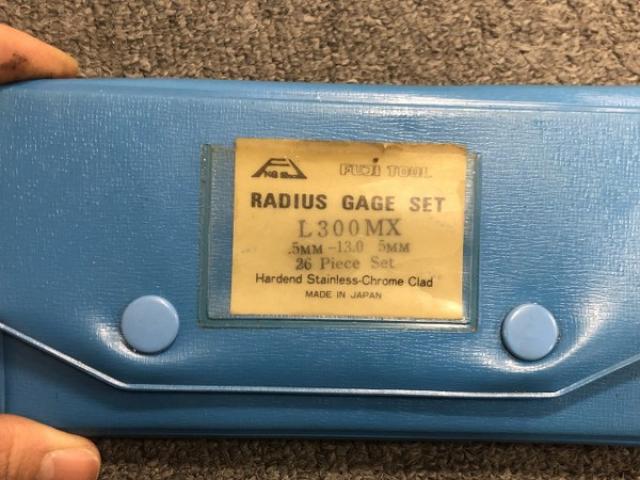 FUJI TOOL
RADIUS GAGE SET
L300MX
.5MM -13.0 5MM
26 Piece Set
Hardend Stainless-Chrome Clad
MADE IN JAPAN